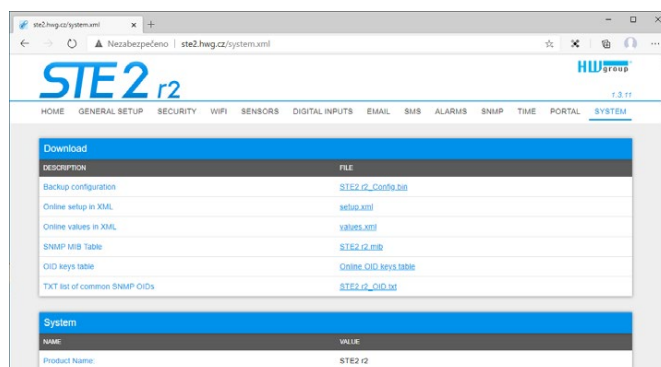 ste2.hwg.cz/system.xml
Nezabezpečeno | ste2.hwg.cz/system.xml
STE2 r2
HWgroup
1.3.11
HOME GENERAL SETUP SECURITY WIFI SENSORS DIGITAL INPUTS EMAIL SMS ALARMS SNMP TIME PORTAL SYSTEM
Download
DESCRIPTION FILE
Backup configuration STE2 r2_Config.bin
Online setup in XML setup.xml
Online values in XML values.xml
SNMP MIB Table STE2 r2.mib
OID keys table Online OID keys table
TXT list of common SNMP OIDs STE2 r2_OID.txt
System
NAME VALUE
Product Name: STE2 r2